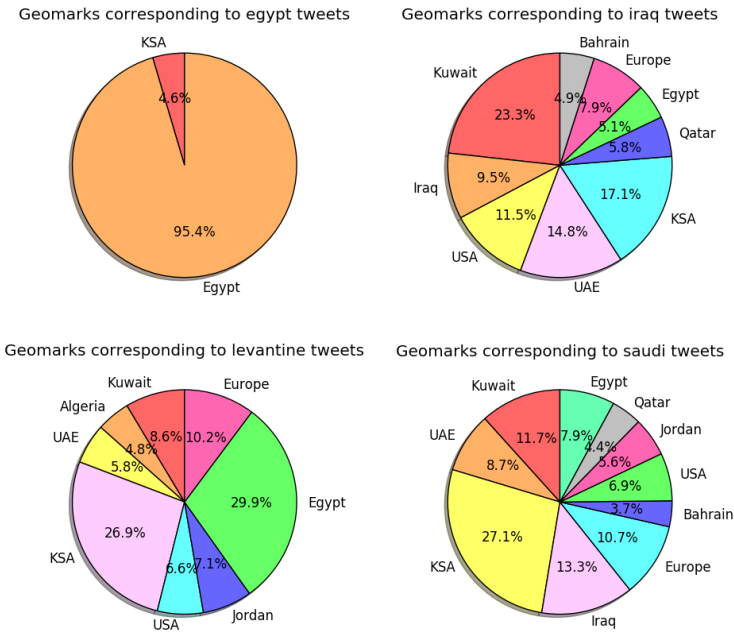 Geomarks corresponding to egypt tweets
KSA
4.6%
95.4%
Egypt
Geomarks corresponding to iraq tweets
Bahrain
Europe
Kuwait
Egypt
4.9%
7.9%
23.3%
5.1%
Qatar
5.8%
Iraq
9.5%
17.1%
11.5%
KSA
14.8%
USA
UAE
Geomarks corresponding to levantine tweets
Kuwait
Europe
Algeria
8.6%
10.2%
UAE
4.8%
5.8%
29.9%
Egypt
26.9%
KSA
6.6%
7.1%
Jordan
USA
Geomarks corresponding to saudi tweets
Egypt
Kuwait
Qatar
Jordan
11.7%
7.9%
4.4%
UAE
8.7%
5.6%
USA
6.9%
3.7%
Bahrain
27.1%
10.7%
KSA
13.3%
Europe
Iraq